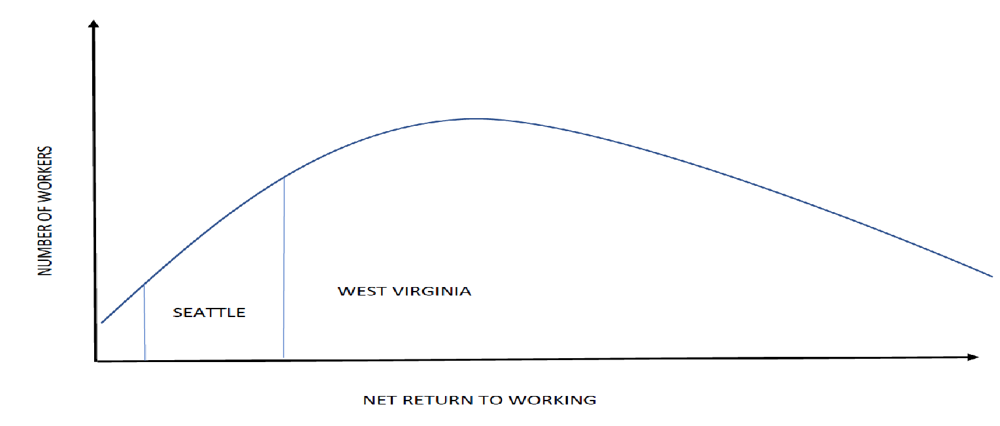 NUMBER OF WORKERS
WEST VIRGINIA
SEATTLE
NET RETURN TO WORKING